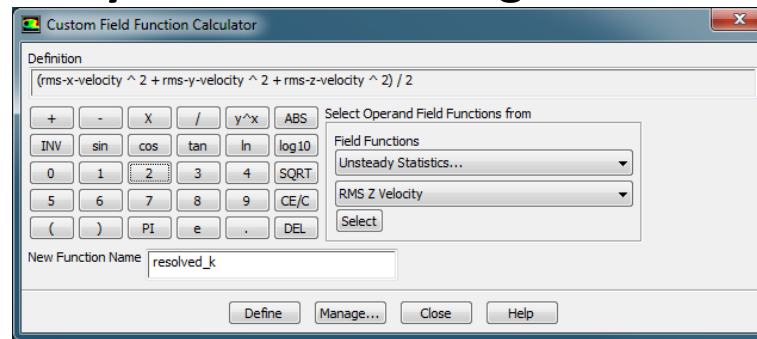 Custom Field Function Calculator
Definition
(rms-x-velocity ^ 2 + rms-y-velocity ^ 2 + rms-z-velocity ^ 2) / 2
+ - X / y^x ABS
INV sin cos tan ln log10
0 1 2 3 4 SQRT
5 6 7 8 9 CE/C
( ) PI e . DEL
Select Operand Field Functions from
Field Functions
Unsteady Statistics...
RMS Z Velocity
Select
New Function Name resolved_k
Define Manage... Close Help